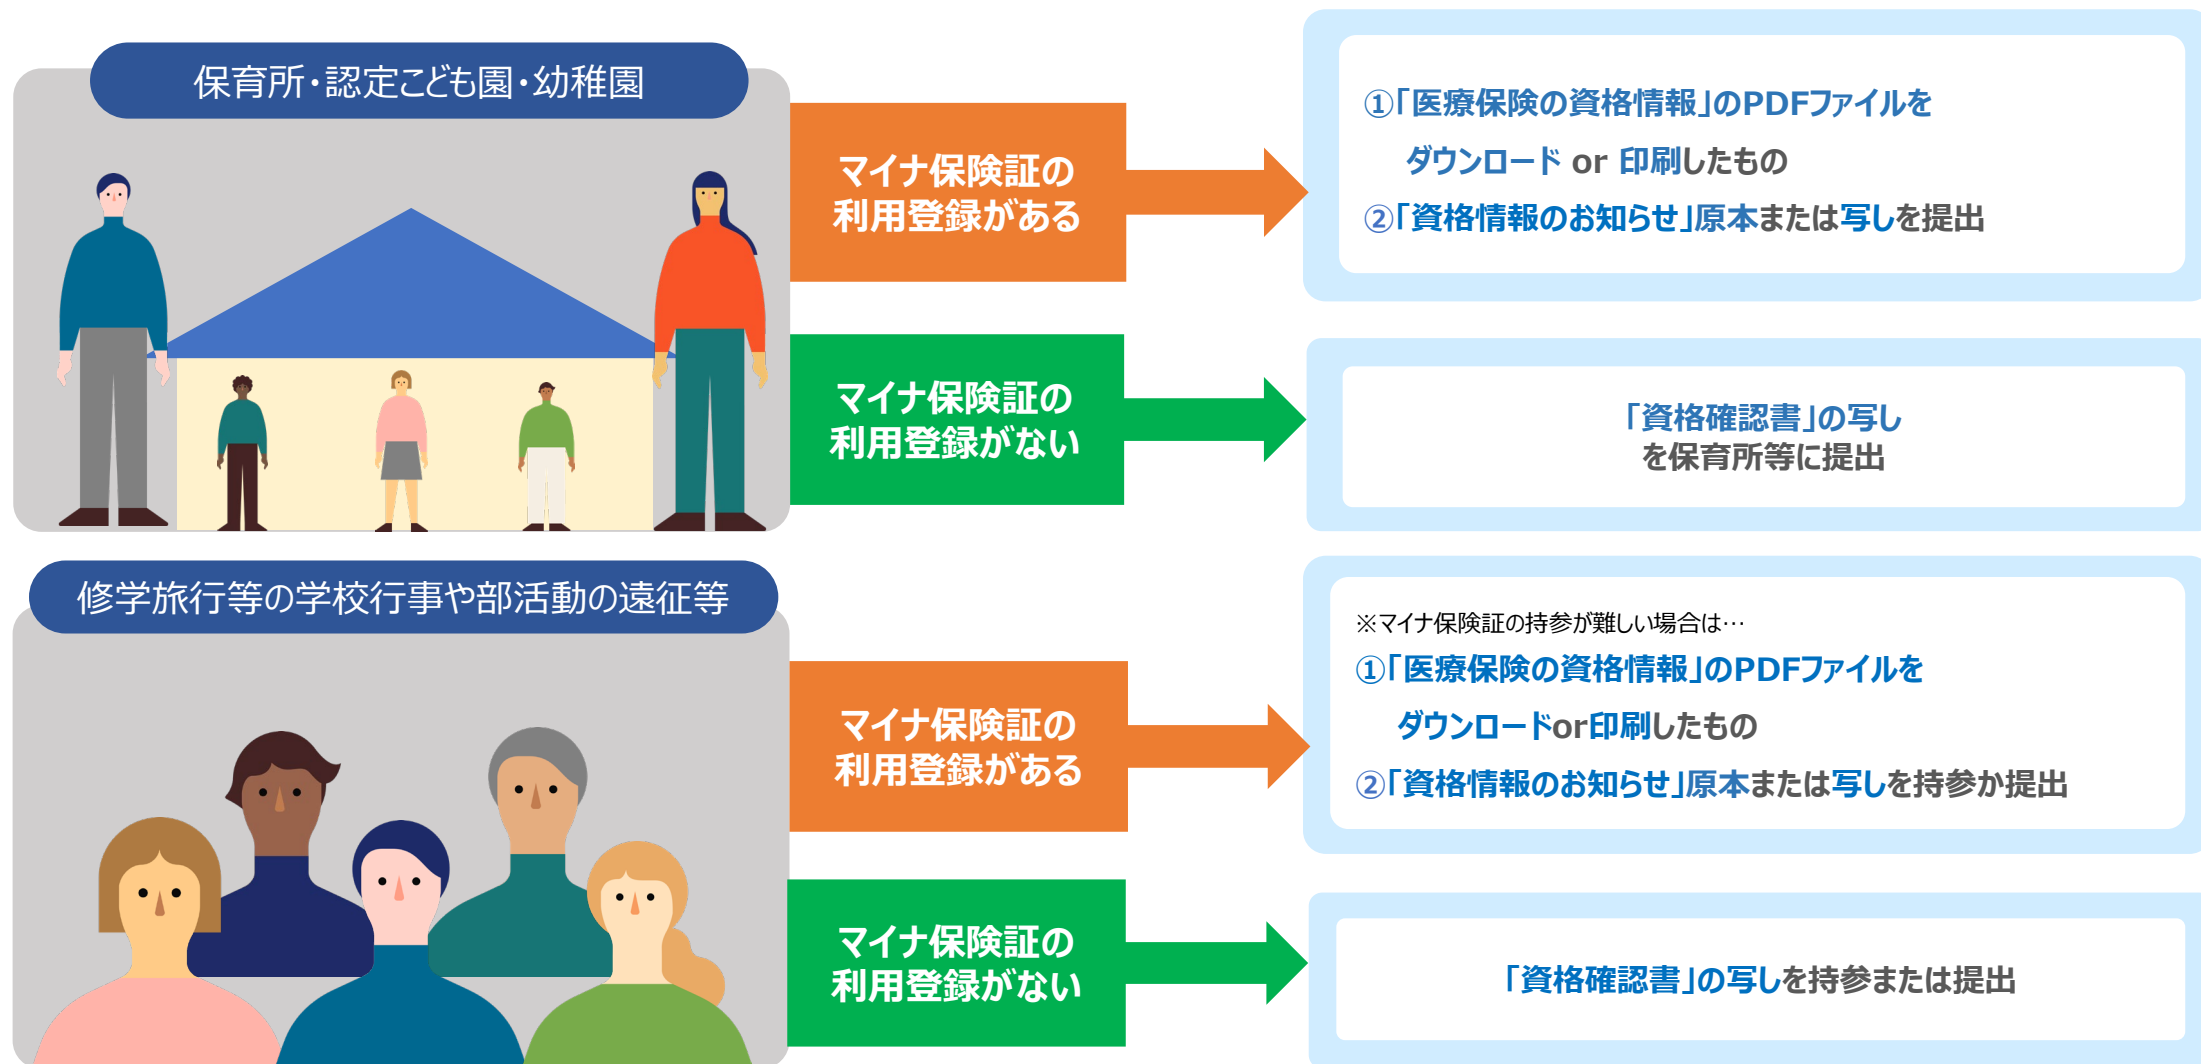 保育所・認定こども園・幼稚園
マイナ保険証の
利用登録がある
①「医療保険の資格情報」のPDFファイルを
ダウンロード or 印刷したもの
②「資格情報のお知らせ」原本または写しを提出
マイナ保険証の
利用登録がない
「資格確認書」の写し
を保育所等に提出
修学旅行等の学校行事や部活動の遠征等
マイナ保険証の
利用登録がある
※マイナ保険証の持参が難しい場合は…
①「医療保険の資格情報」のPDFファイルを
ダウンロードor印刷したもの
②「資格情報のお知らせ」原本または写しを持参か提出
マイナ保険証の
利用登録がない
「資格確認書」の写しを持参または提出